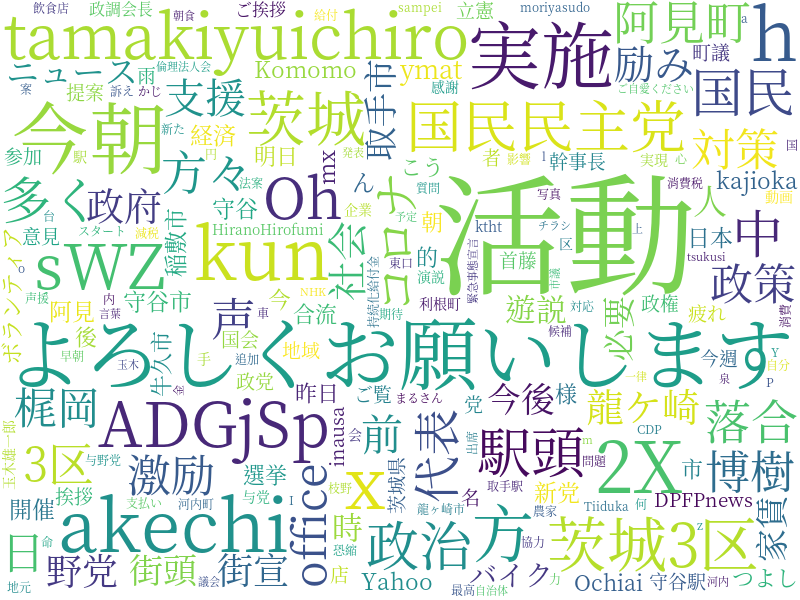 飲食店 政調会長 朝食 ご挨拶 給付 sampei 立憲 moriyasudo a
tamakiyuichiro 実施 阿見町 h
ニュース 雨 倫理法人会 Komomo ymat 励み 町議
案 提案 訴え かじ 支援 茨城 取手市 感謝 ご自愛ください 国民
今朝 新た 経済 国民民主党 対策
参加 駅 方々 円 発表 明日 mx こう 者 影響 l 幹事長 実現 心 国
多く 政府 法案 Oh ん コロナ 質問 企業 的 写真 消費税 動画 kajioka
台 意見 稲敷市 守谷 社会 朝 ktht 区 チラシ 人 日本 中
スタート HiranoHirofumi 予定 首藤 上 tsukusi
ボランティア o swz kun 東口 演説 緊急事態宣言 遊説 市議 必要 政権 政策
声援 減税 NHK 持続化給付金 活動
阿見 内 守谷市 声 今 合流 期待 利根町 対応 疲れ 消費
後 言葉 車 候補
よろしくお願いします
早朝 玉木 牛久市 国会 追加 地域 手 一律 今週 Y 自分
梶岡 金 政党 昨日 ご覧 まるさん 今後 様 泉 P
ADGjSp inausa 会 前 代表 党 出席 龍ケ崎 落合
玉木雄一郎 3区 与野党 激励 選挙 x 駅頭 m CDP 2X 市 博樹
挨拶 与党 office 枝野 茨城県 名 取手駅 問題 新党 DPFPnews
開催 支払い 河内町 I 時 龍ヶ崎市 農家 Tiiduka 何 家賃
akechi 政治 方 茨城3区 z
日 命 恐縮 協力
地元 野党 街頭 議会 街宣 店 Yahoo 最高 バイク 自治体 力 Ochiai 守谷駅 河内 つよし